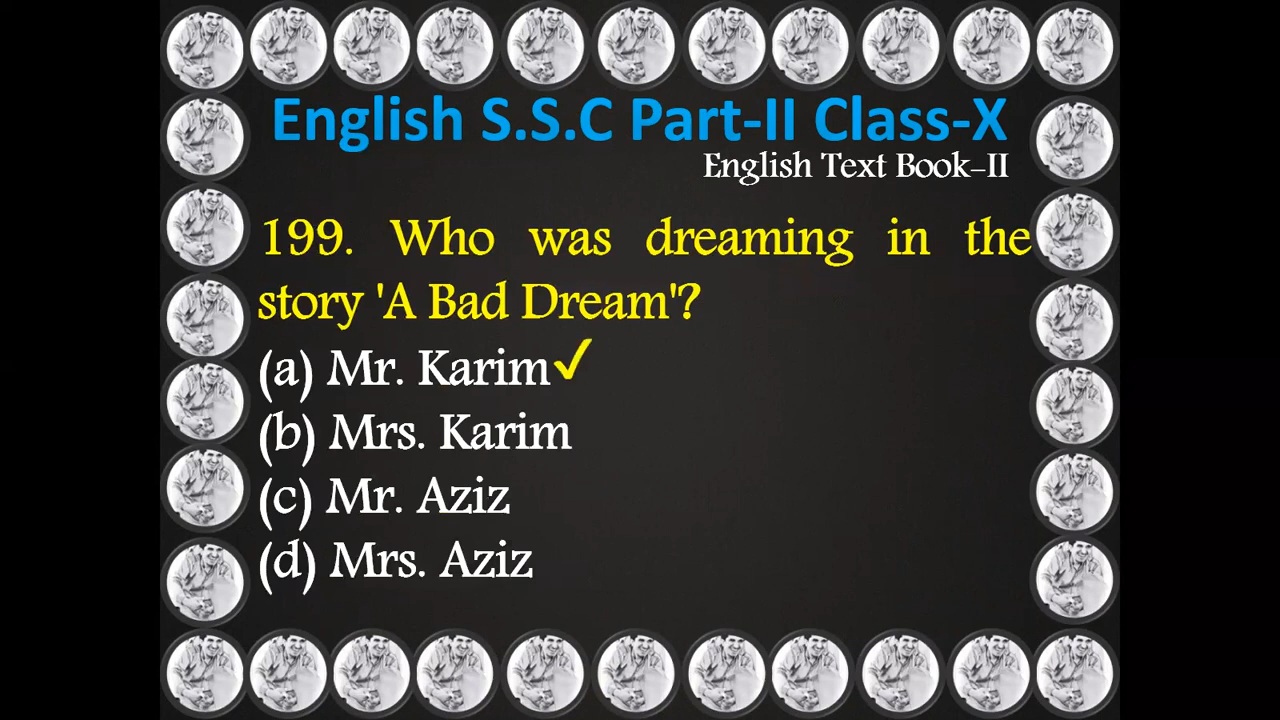 English S.S.C Part-II Class-X
English Text Book-II
199. Who was dreaming in the
story 'A Bad Dream'?
(a) Mr. Karim✓
(b) Mrs. Karim
(c) Mr. Aziz
(d) Mrs. Aziz